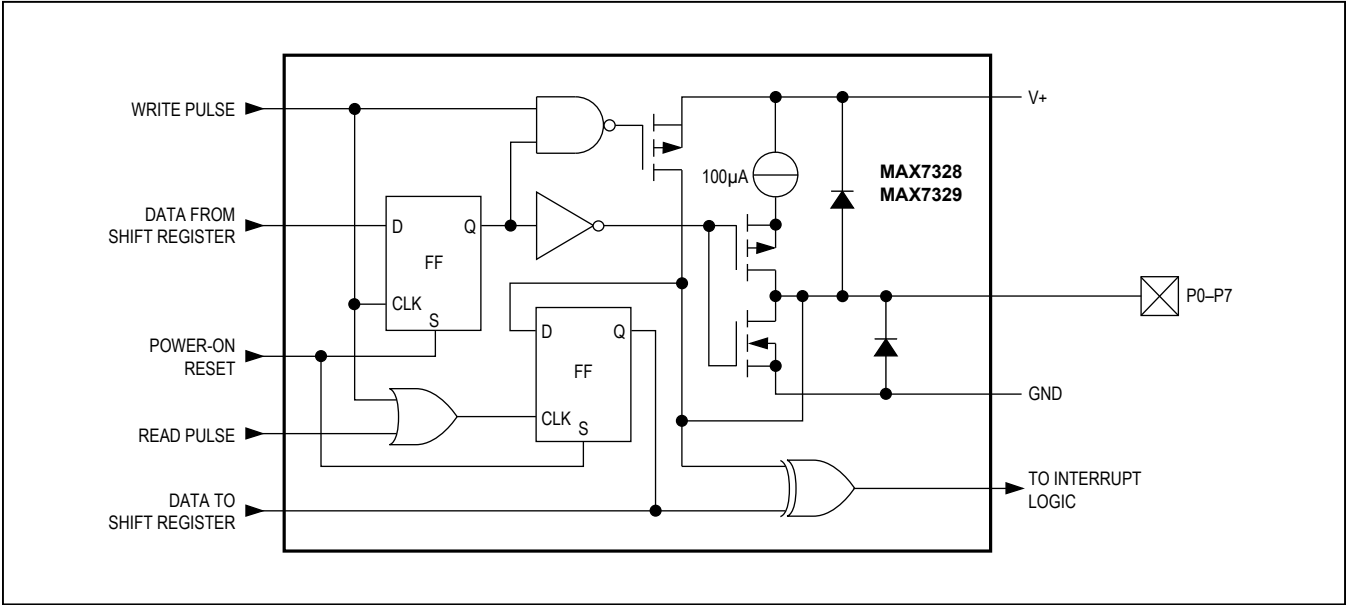 WRITE PULSE
V+
100µA
MAX7328
MAX7329
DATA FROM
SHIFT REGISTER
D
Q
FF
CLK
S
P0–P7
D
Q
FF
CLK
S
POWER-ON
RESET
GND
READ PULSE
DATA TO
SHIFT REGISTER
TO INTERRUPT
LOGIC